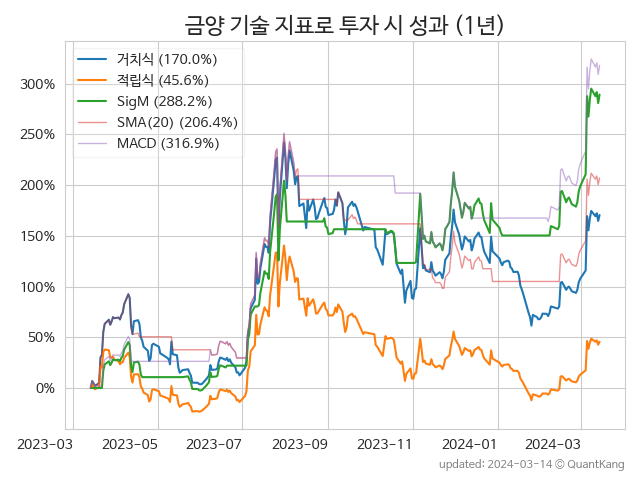 금양 기술 지표로 투자 시 성과 (1년)
거치식 (170.0%)
적립식 (45.6%)
SigM (288.2%)
SMA(20) (206.4%)
MACD (316.9%)
300%
250%
200%
150%
100%
50%
0%
2023-03
2023-05
2023-07
2023-09
2023-11
2024-01
2024-03
updated: 2024-03-14 © QuantKang